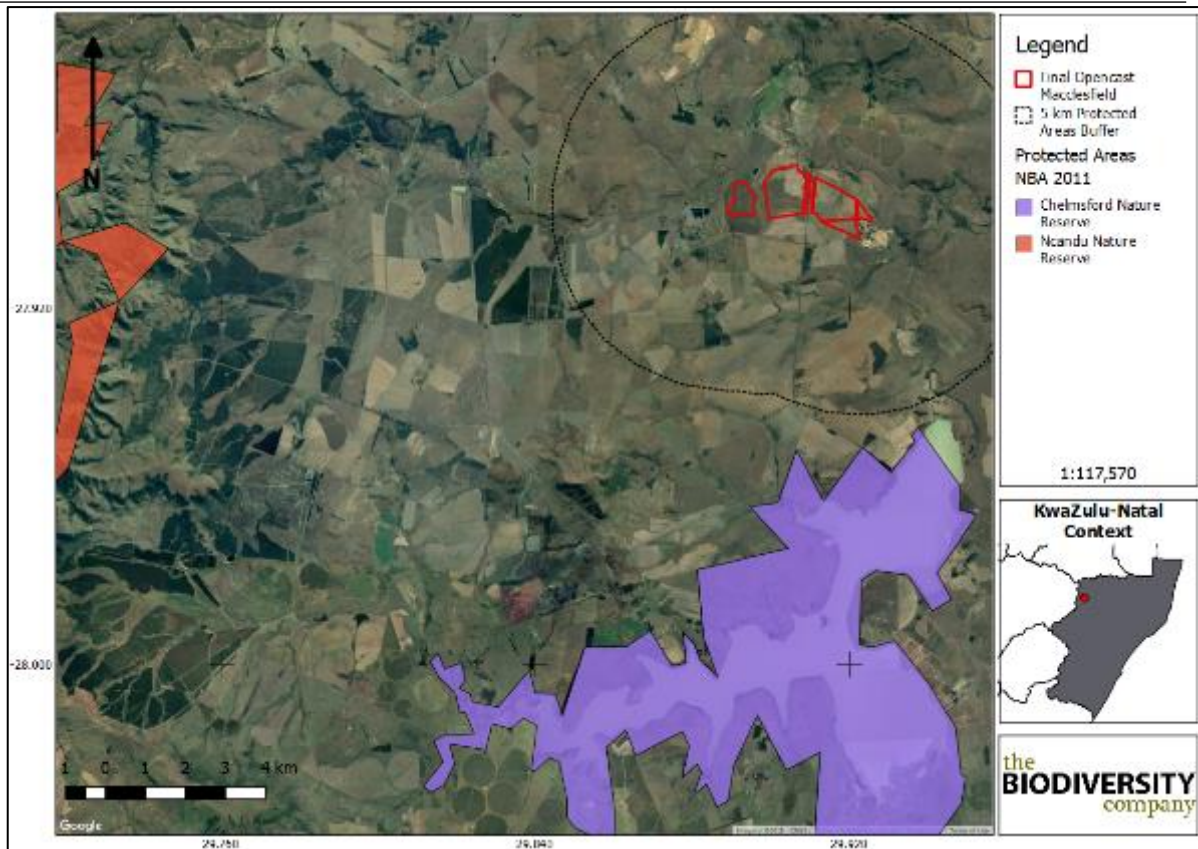 Legend
Final Opencast
Macclesfield
5 km Protected
Areas Buffer
Protected Areas
NBA 2011
Chelmsford Nature
Reserve
Ncandu Nature
Reserve
1:117,570
KwaZulu-Natal
Context
the
BIODIVERSITY
company
N
27.920
-28.000
1 0 1 2 3 4 km
Google
29.840
29.920